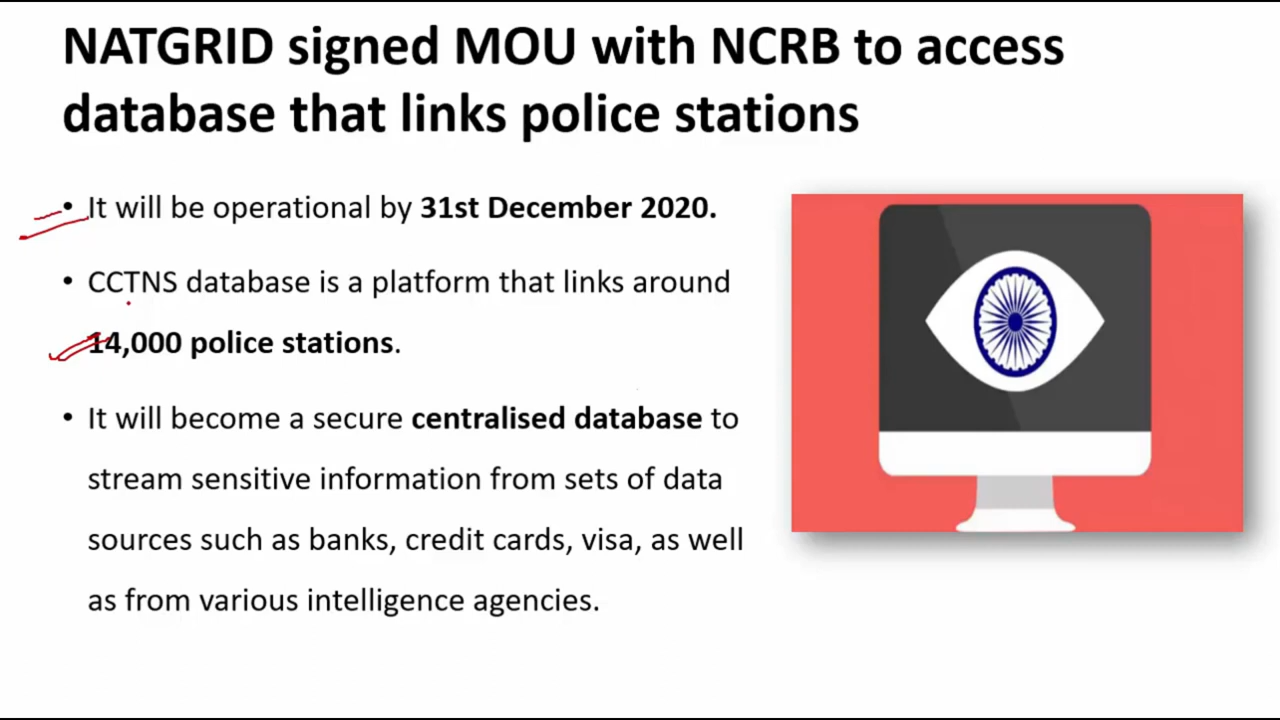 NATGRID signed MOU with NCRB to access
database that links police stations
• It will be operational by 31st December 2020.
• CCTNS database is a platform that links around
14,000 police stations.
• It will become a secure centralised database to
stream sensitive information from sets of data
sources such as banks, credit cards, visa, as well
as from various intelligence agencies.